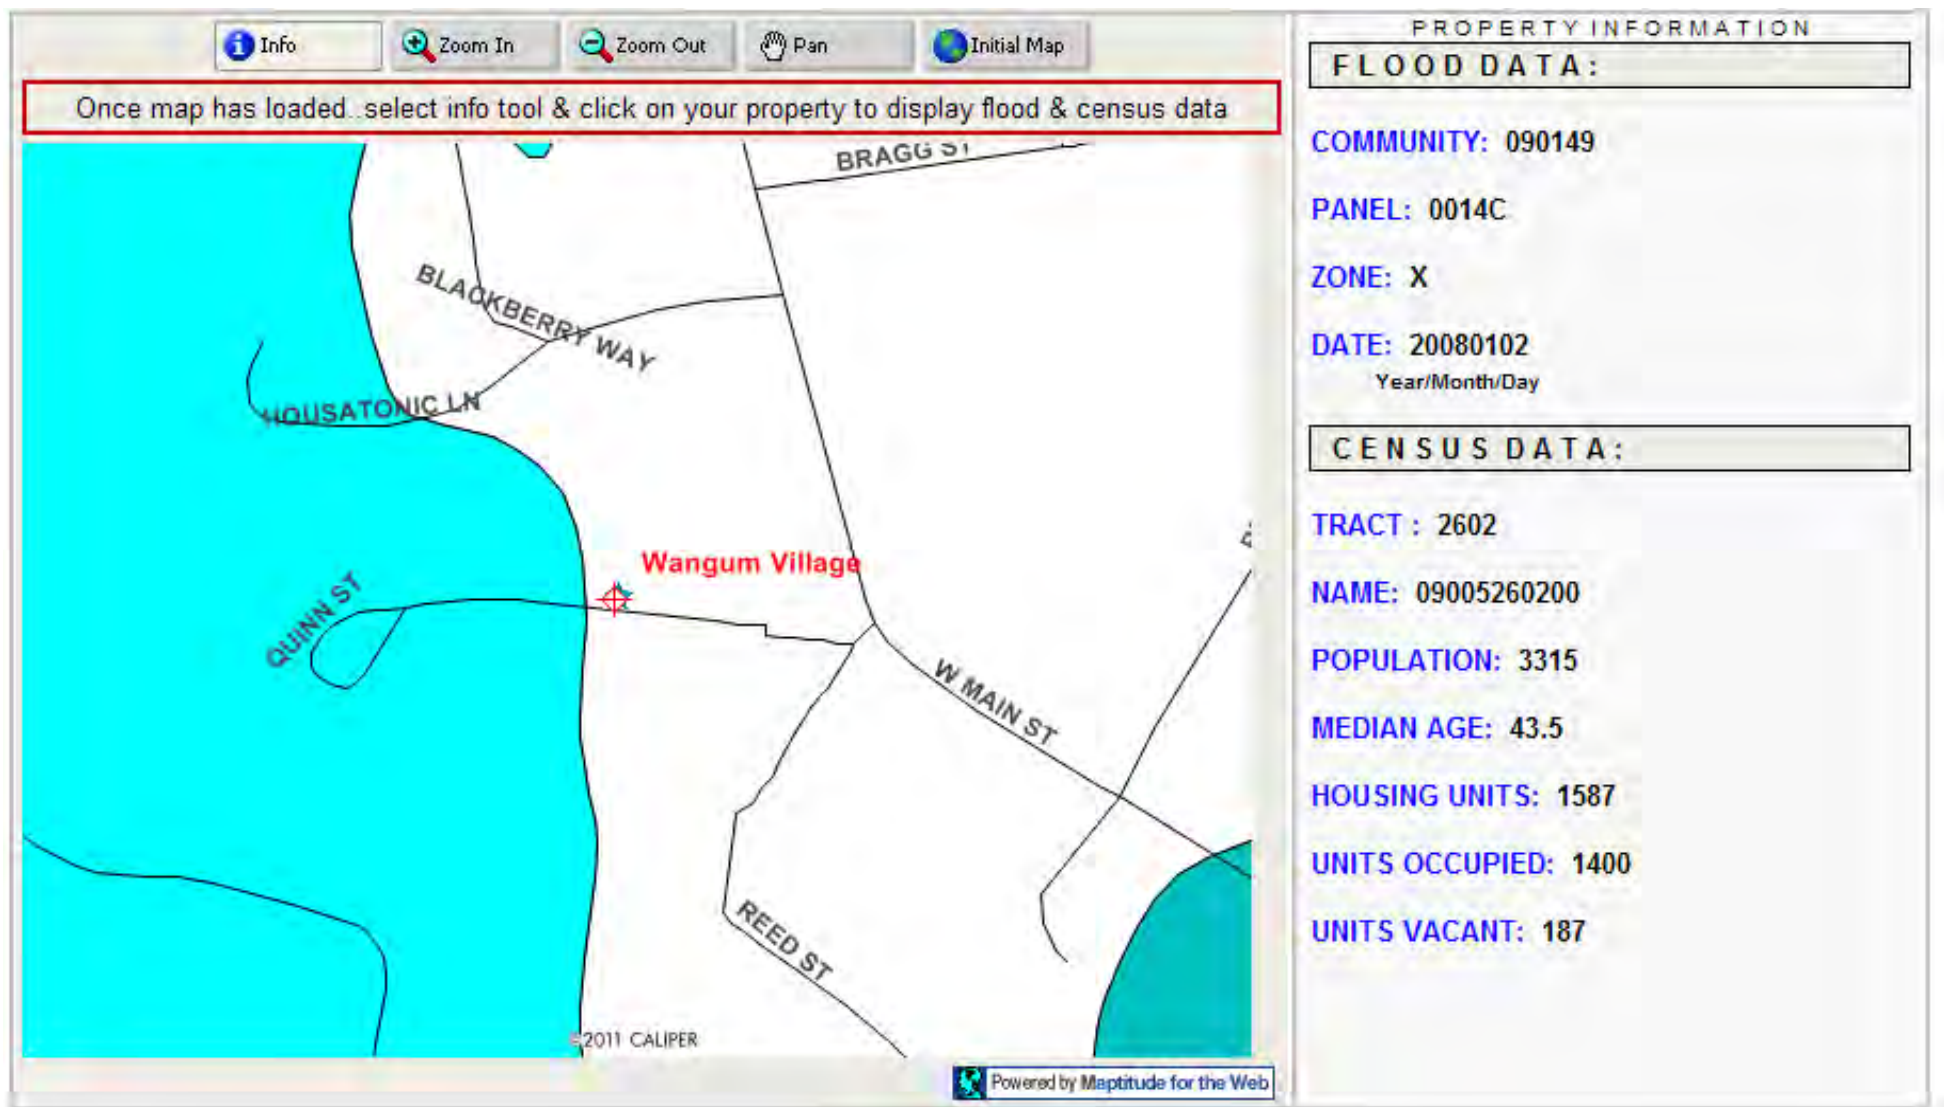 Info
Zoom In
Zoom Out
Pan
Initial Map
Once map has loaded..select info tool & click on your property to display flood & census data
BRAGG ST
BLACKBERRY WAY
HOUSATONIC LN
Wangum Village
QUINN ST
W MAIN ST
REED ST
©2011 CALIPER
Powered by Maptitude for the Web
PROPERTY INFORMATION
FLOOD DATA:
COMMUNITY: 090149
PANEL: 0014C
ZONE: X
DATE: 20080102
Year/Month/Day
CENSUS DATA:
TRACT : 2602
NAME: 09005260200
POPULATION: 3315
MEDIAN AGE: 43.5
HOUSING UNITS: 1587
UNITS OCCUPIED: 1400
UNITS VACANT: 187